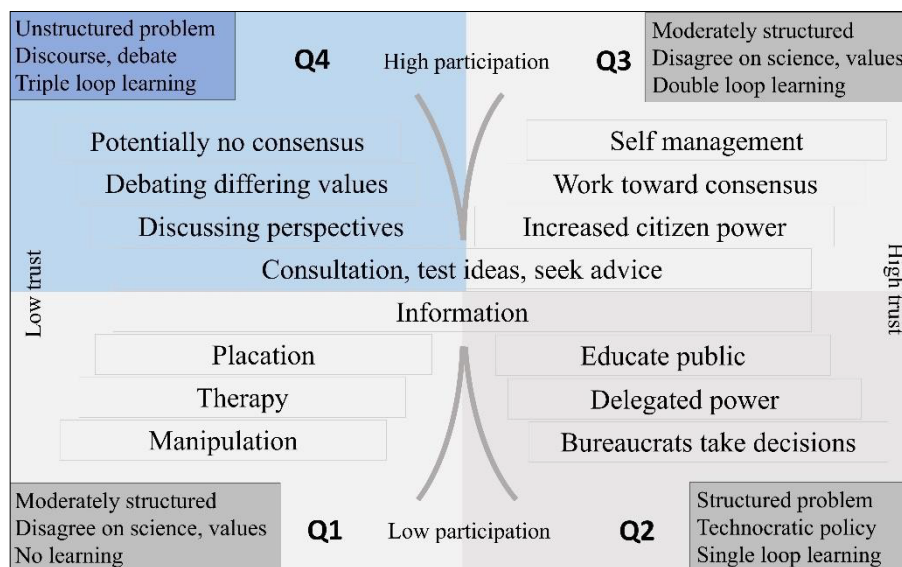 Unstructured problem
Discourse, debate
Triple loop learning
Q4
High participation
Q3
Moderately structured
Disagree on science, values
Double loop learning
Potentially no consensus
Self management
Debating differing values
Work toward consensus
Discussing perspectives
Increased citizen power
Consultation, test ideas, seek advice
Low trust
High trust
Information
Placation
Educate public
Therapy
Delegated power
Manipulation
Bureaucrats take decisions
Moderately structured
Disagree on science, values
No learning
Q1
Low participation
Q2
Structured problem
Technocratic policy
Single loop learning